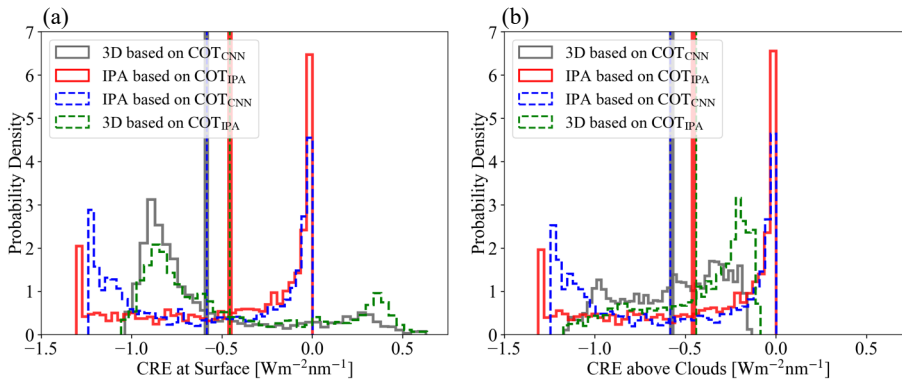 (a)
7
6
5
4
3
2
1
0
Probability Density
3D based on COT_CNN
IPA based on COT_IPA
IPA based on COT_CNN
3D based on COT_IPA
−1.5 −1.0 −0.5 0.0 0.5
CRE at Surface [Wm⁻²nm⁻¹]
(b)
7
6
5
4
3
2
1
0
Probability Density
3D based on COT_CNN
IPA based on COT_IPA
IPA based on COT_CNN
3D based on COT_IPA
−1.5 −1.0 −0.5 0.0 0.5
CRE above Clouds [Wm⁻²nm⁻¹]